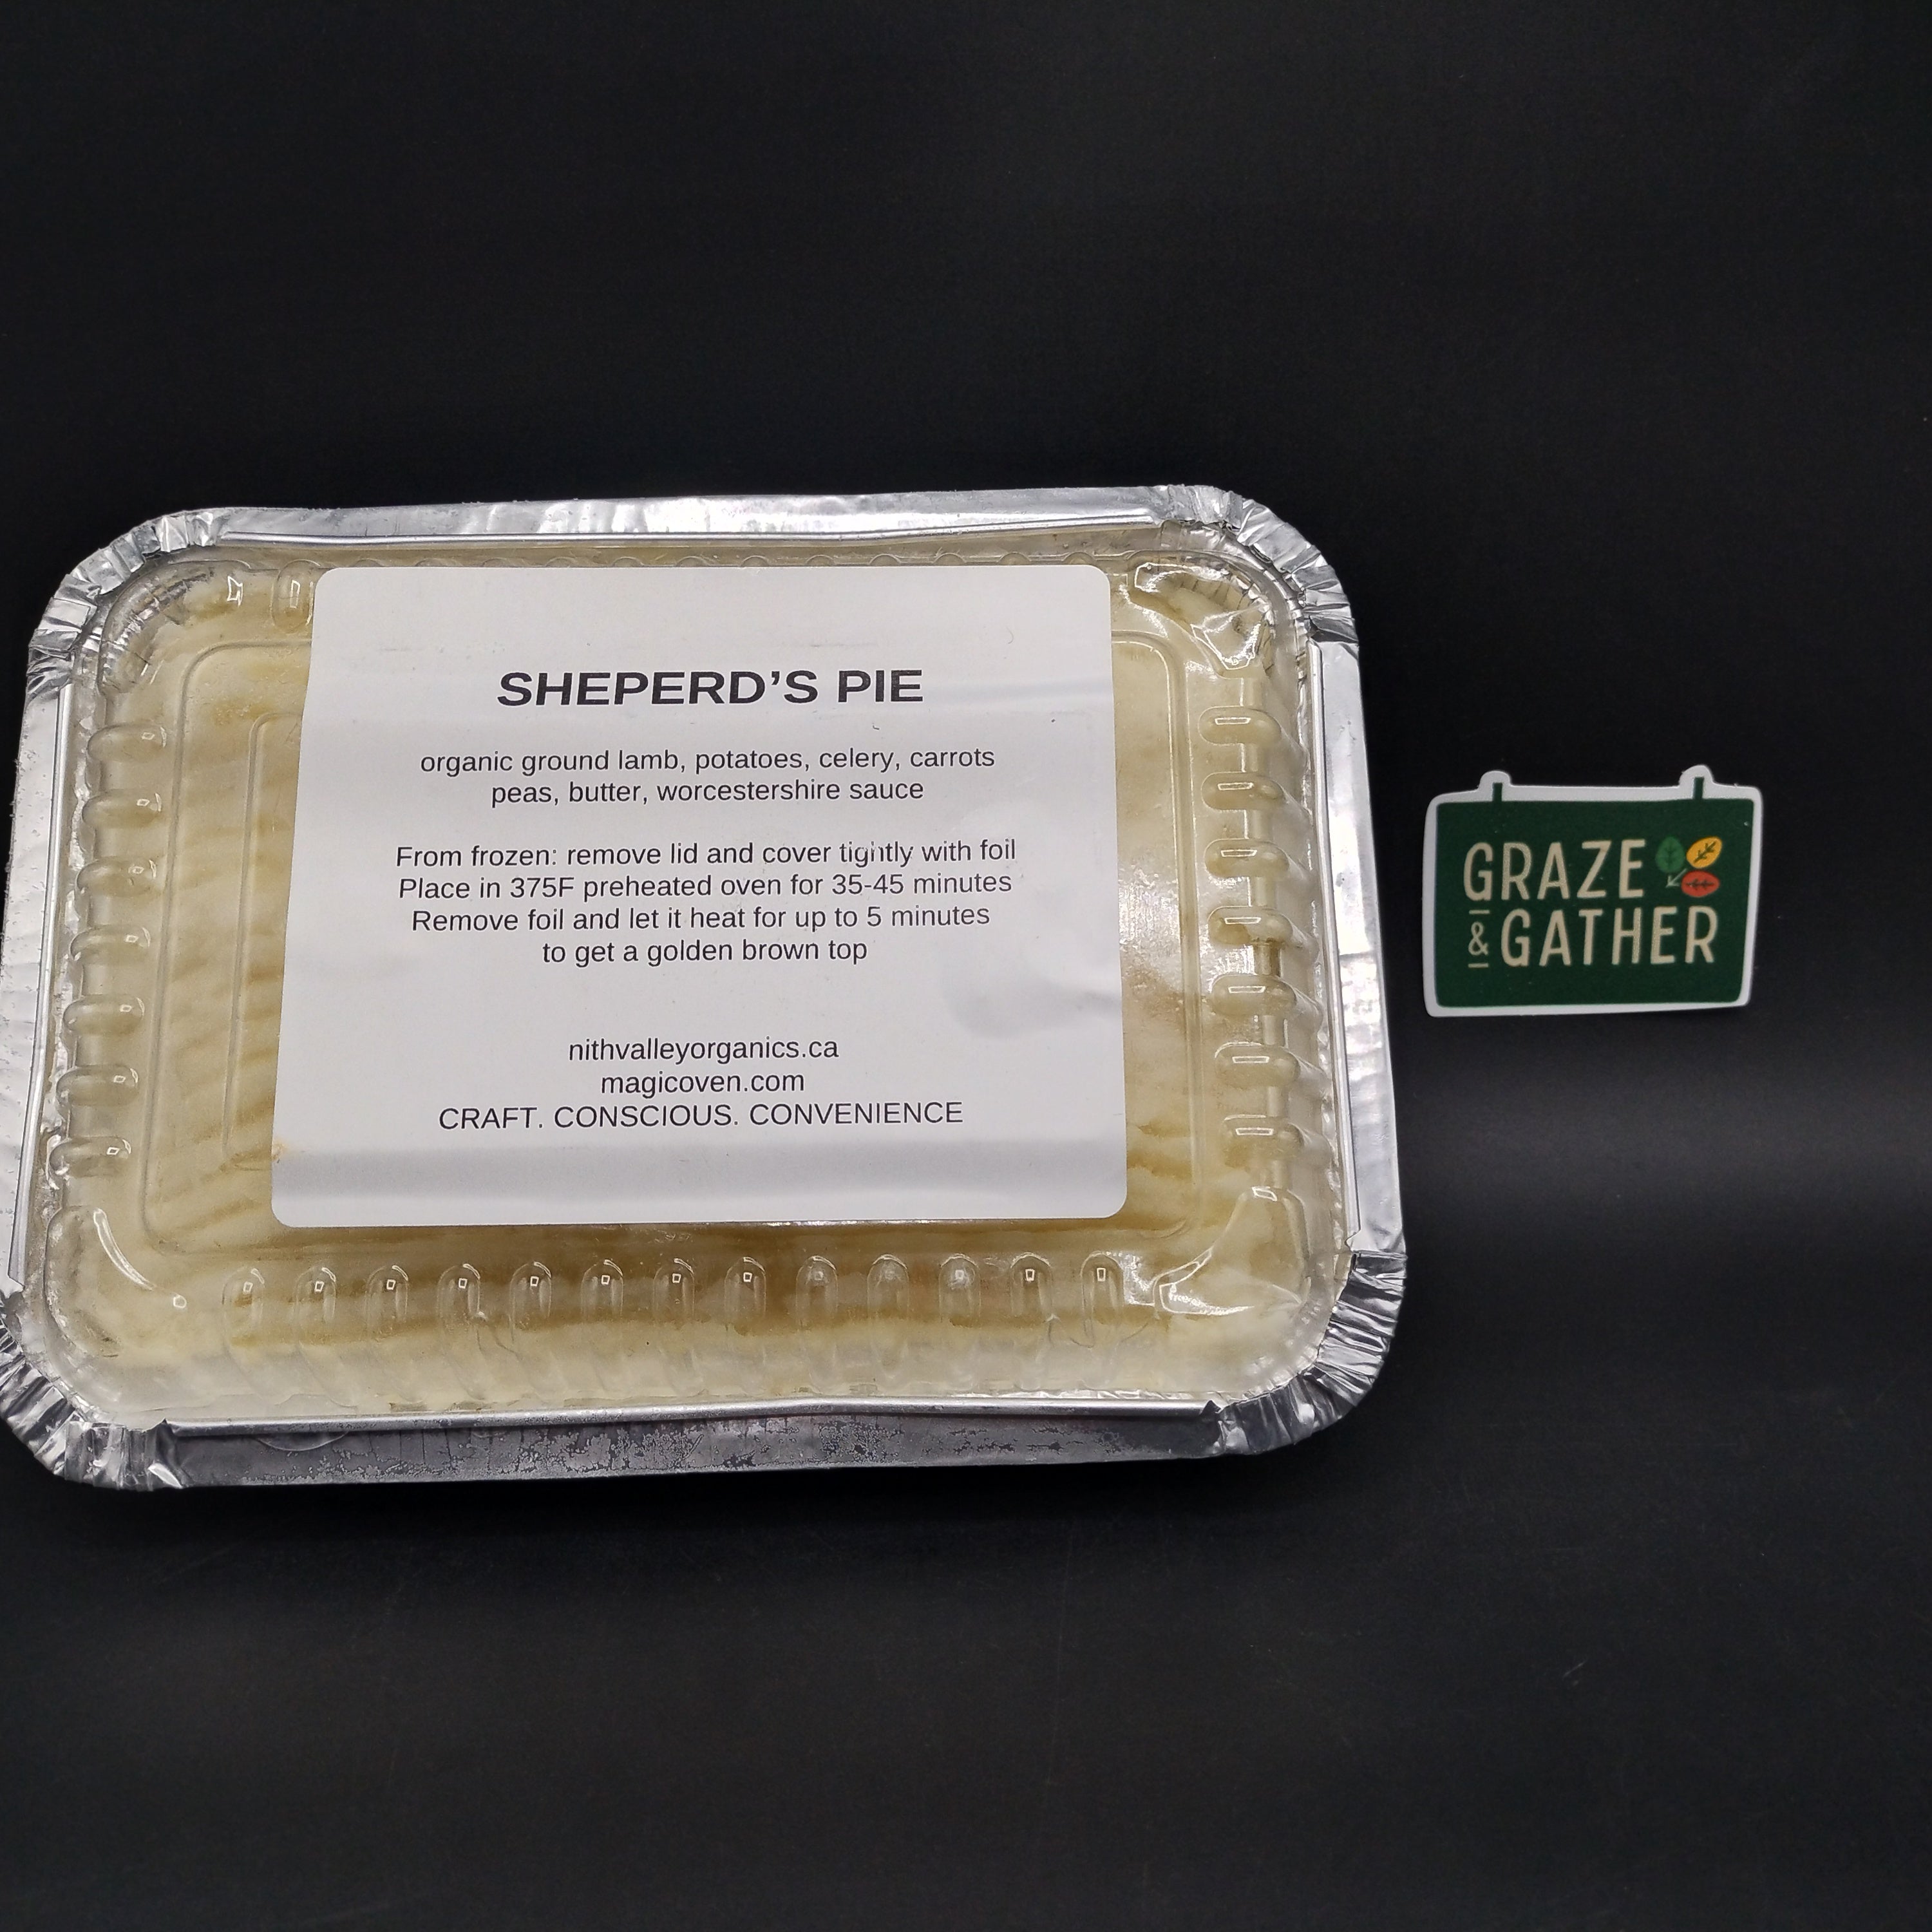 SHEPERD’S PIE
organic ground lamb, potatoes, celery, carrots
peas, butter, worcestershire sauce
From frozen: remove lid and cover tightly with foil
Place in 375F preheated oven for 35-45 minutes
Remove foil and let it heat for up to 5 minutes
to get a golden brown top
nithvalleyorganics.ca
magicoven.com
CRAFT. CONSCIOUS. CONVENIENCE
GRAZE
& GATHER